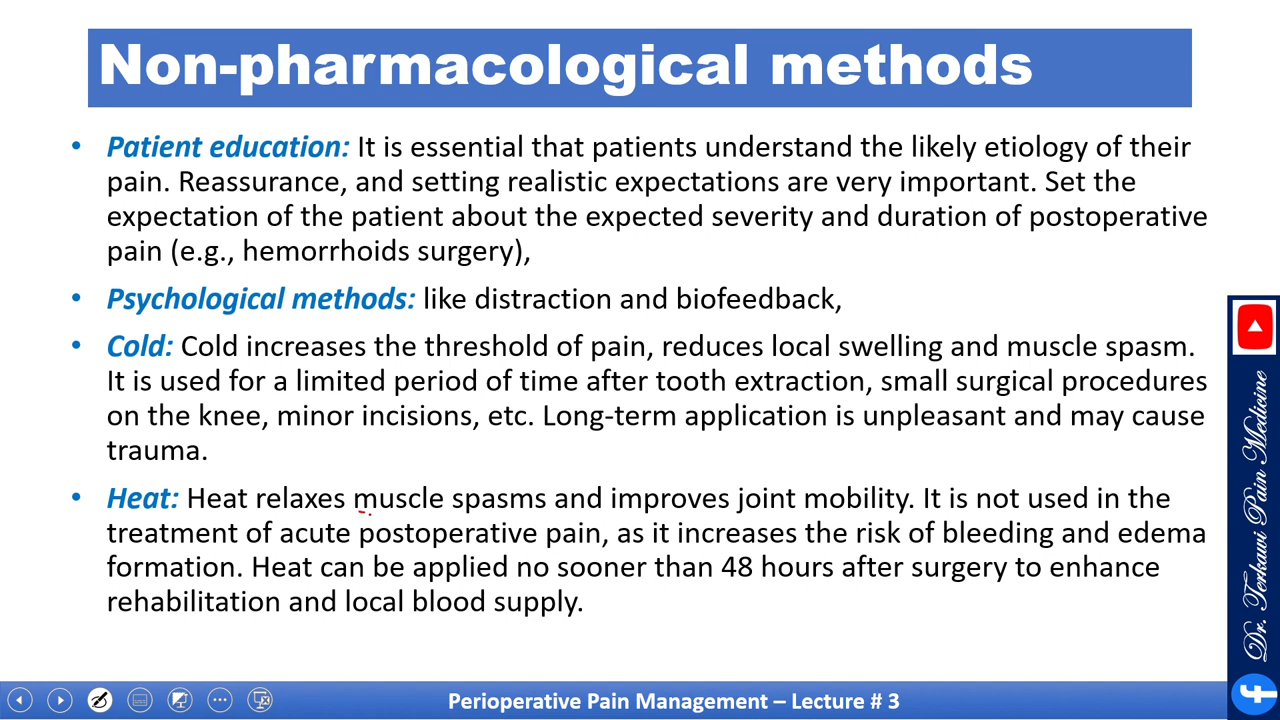 Non-pharmacological methods
• Patient education: It is essential that patients understand the likely etiology of their
pain. Reassurance, and setting realistic expectations are very important. Set the
expectation of the patient about the expected severity and duration of postoperative
pain (e.g., hemorrhoids surgery),
• Psychological methods: like distraction and biofeedback,
• Cold: Cold increases the threshold of pain, reduces local swelling and muscle spasm.
It is used for a limited period of time after tooth extraction, small surgical procedures
on the knee, minor incisions, etc. Long-term application is unpleasant and may cause
trauma.
• Heat: Heat relaxes muscle spasms and improves joint mobility. It is not used in the
treatment of acute postoperative pain, as it increases the risk of bleeding and edema
formation. Heat can be applied no sooner than 48 hours after surgery to enhance
rehabilitation and local blood supply.
Dr. Terkawi Pain Medicine
Perioperative Pain Management – Lecture # 3